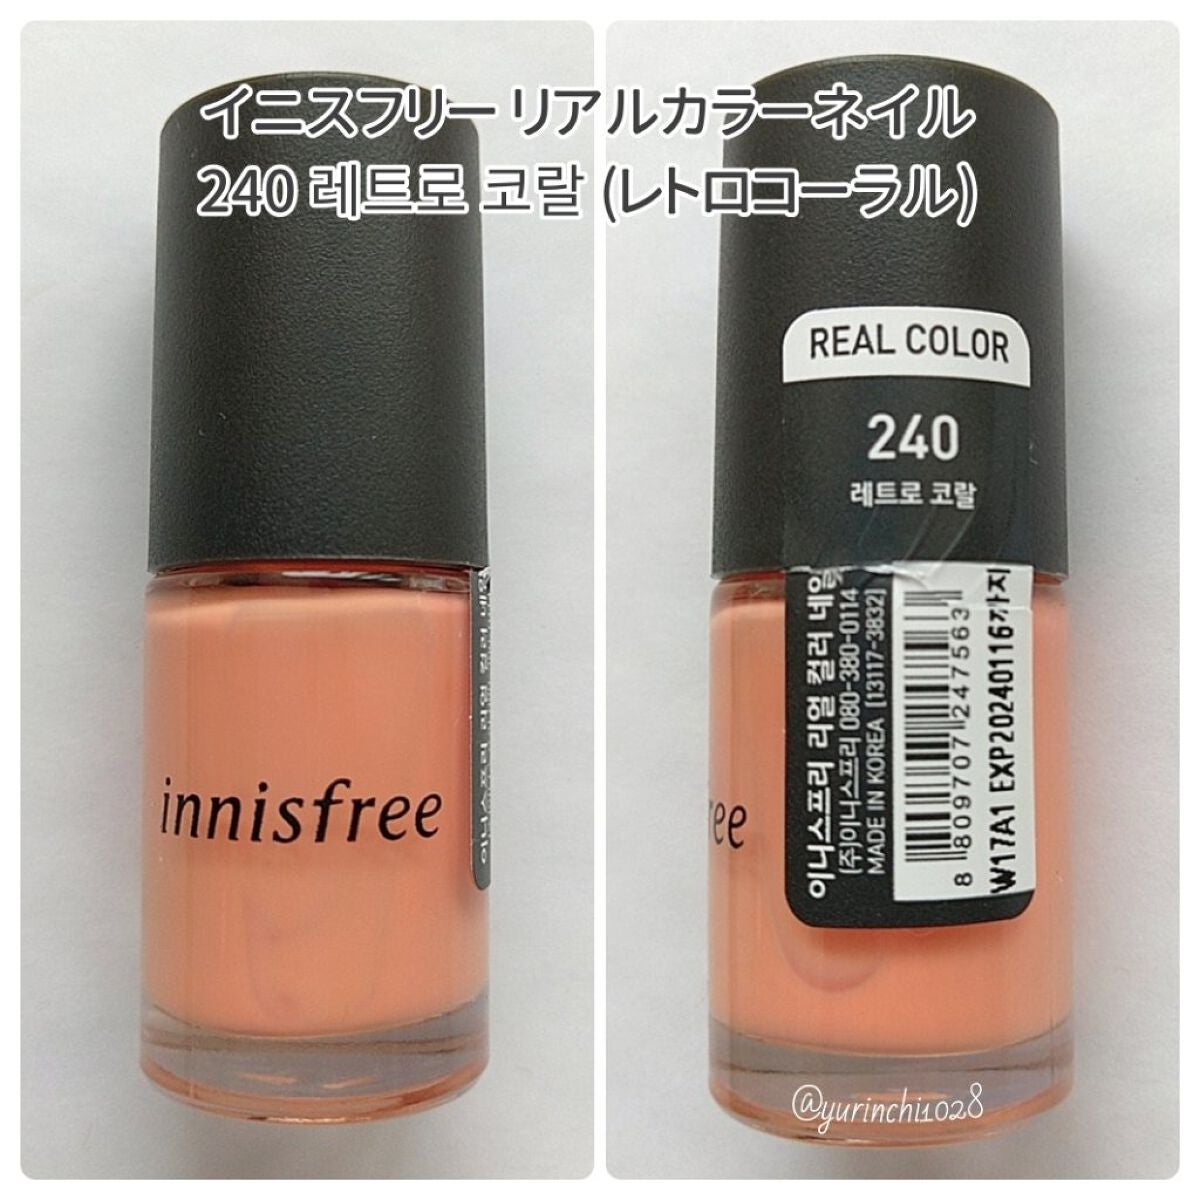 イニスフリー リアルカラーネイル
240 레트로 코랄 (レトロコーラル)
innisfree
REAL COLOR
240
레트로 코랄
이니스프리 리얼 컬러 네일
(주)이니스프리 080-380-0114
MADE IN KOREA [13117-3832]
8 809707 247563
W17A1 EXP20240116까지
ree
@yurinchi1028